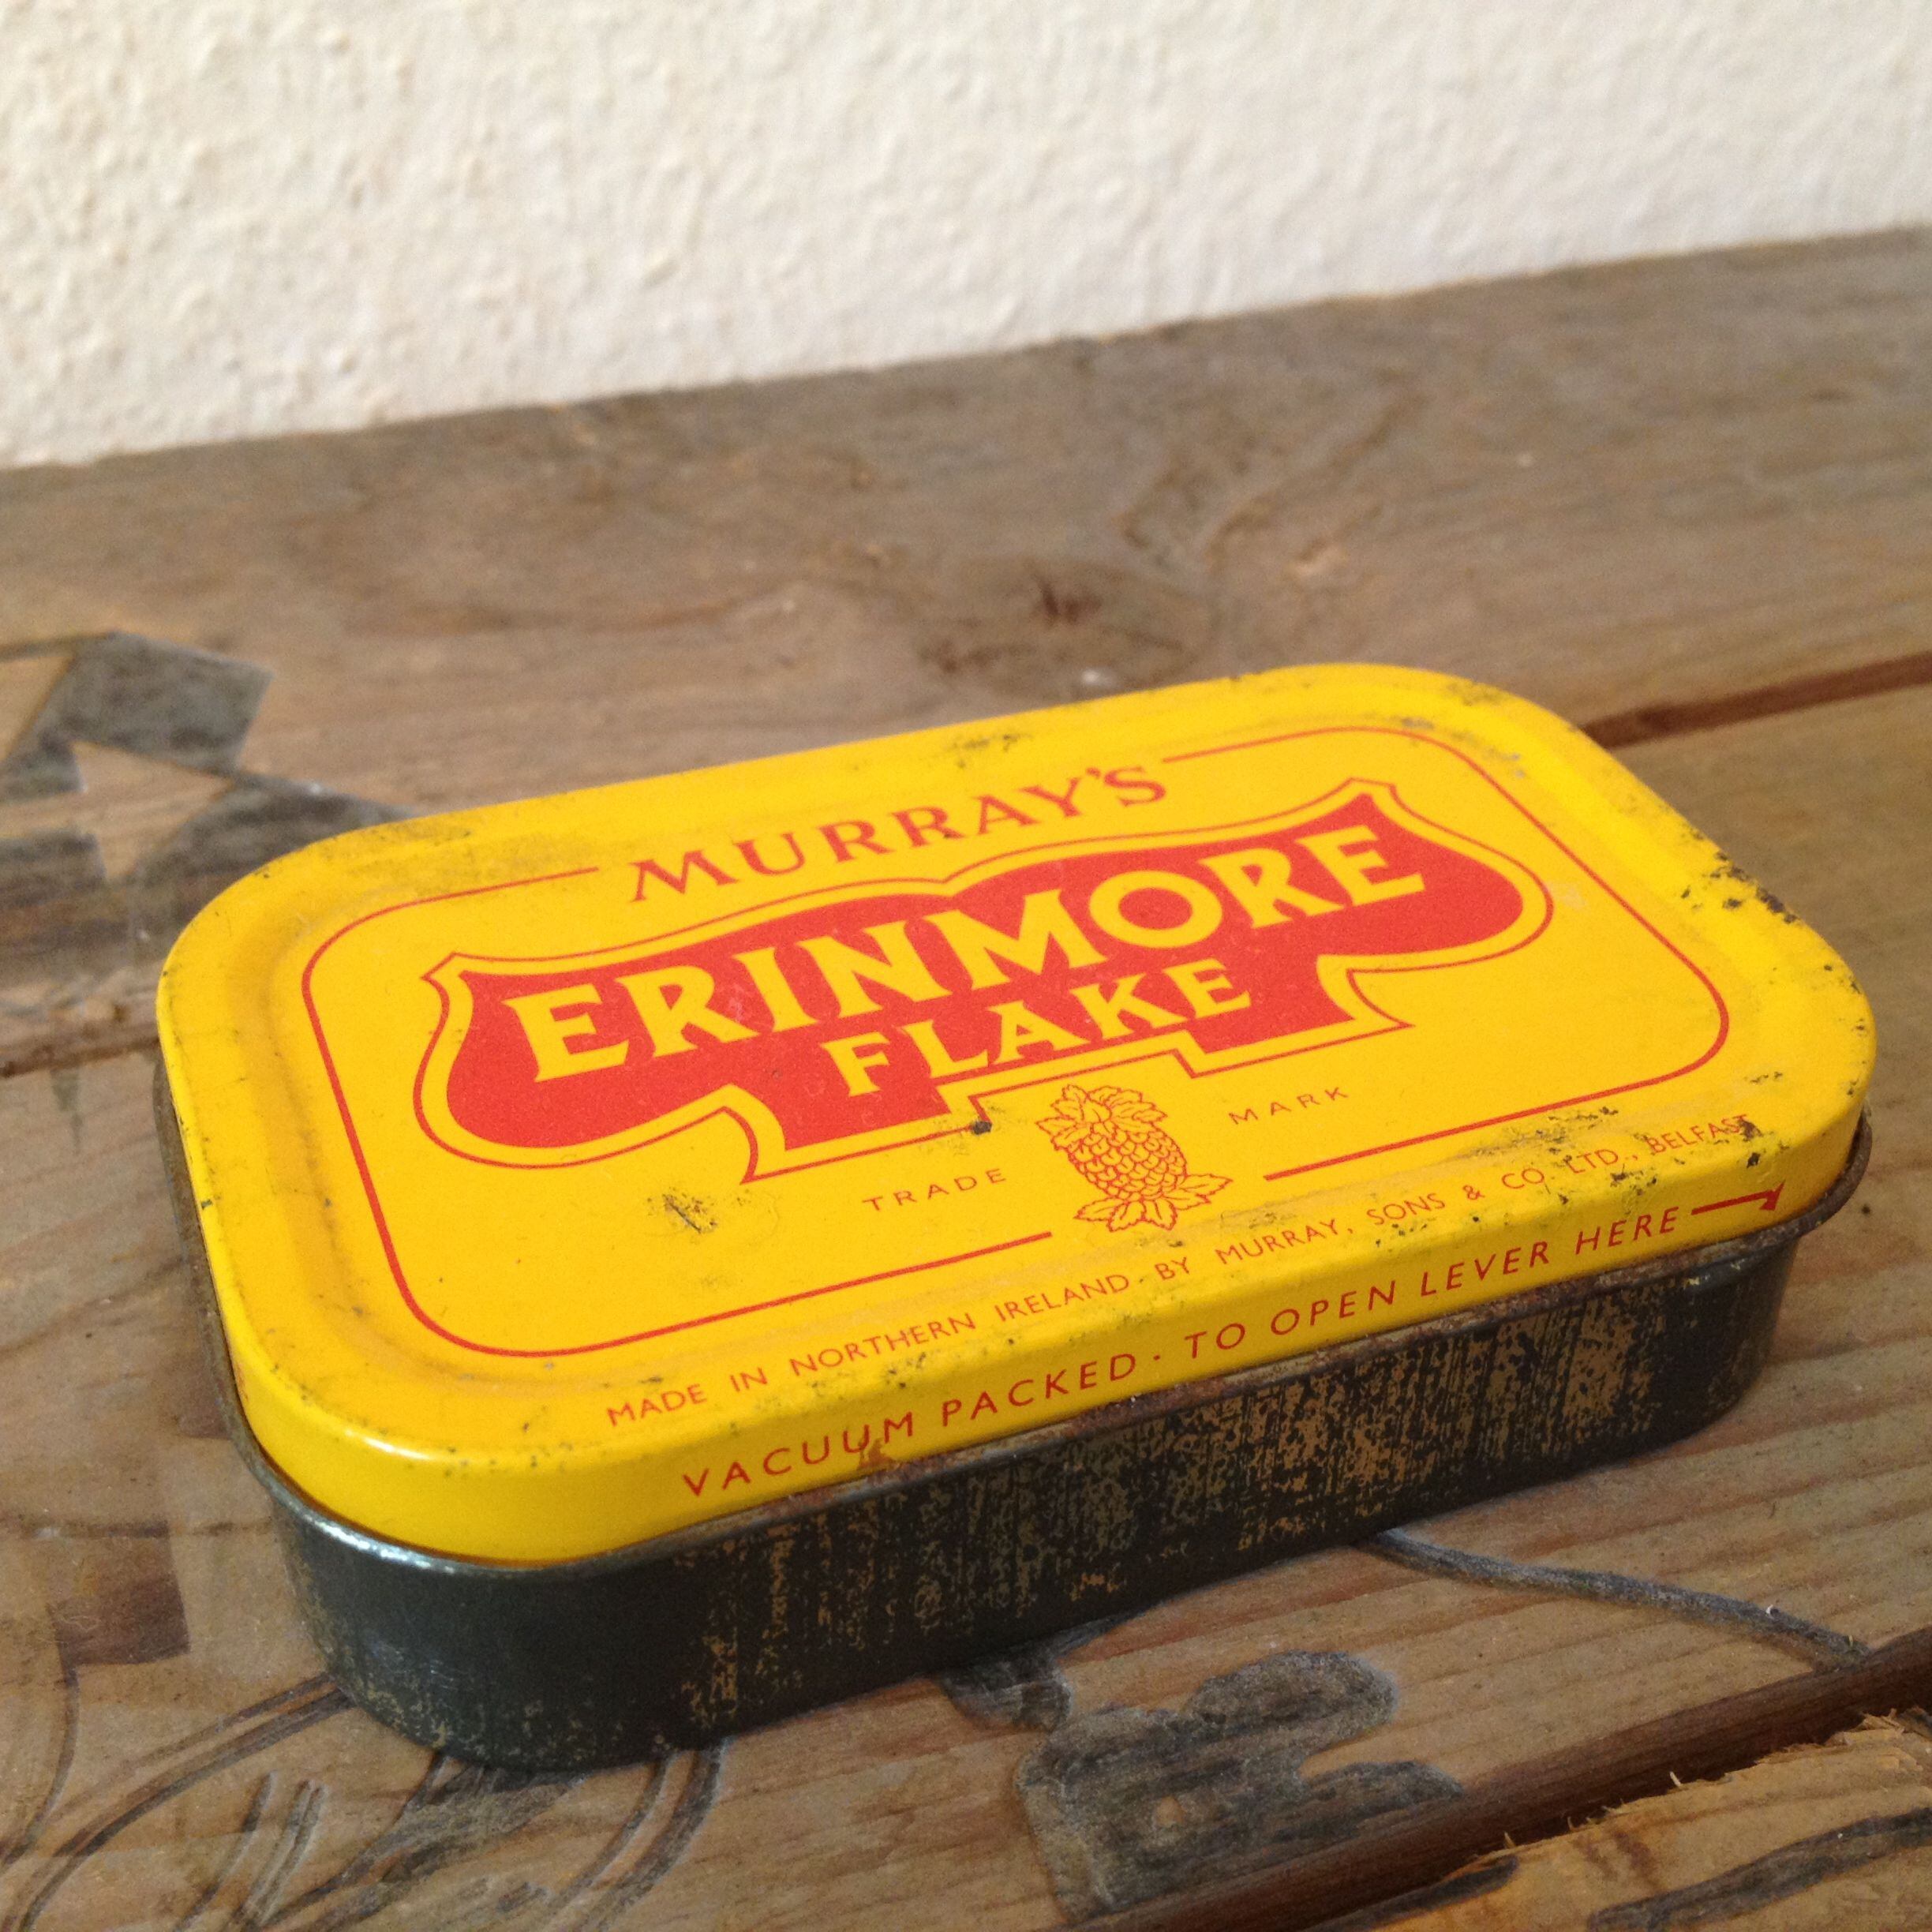 MURRAY'S
ERINMORE
FLAKE
TRADE MARK
MADE IN NORTHERN IRELAND · BY MURRAY, SONS & CO. LTD., BELFAST
VACUUM PACKED · TO OPEN LEVER HERE